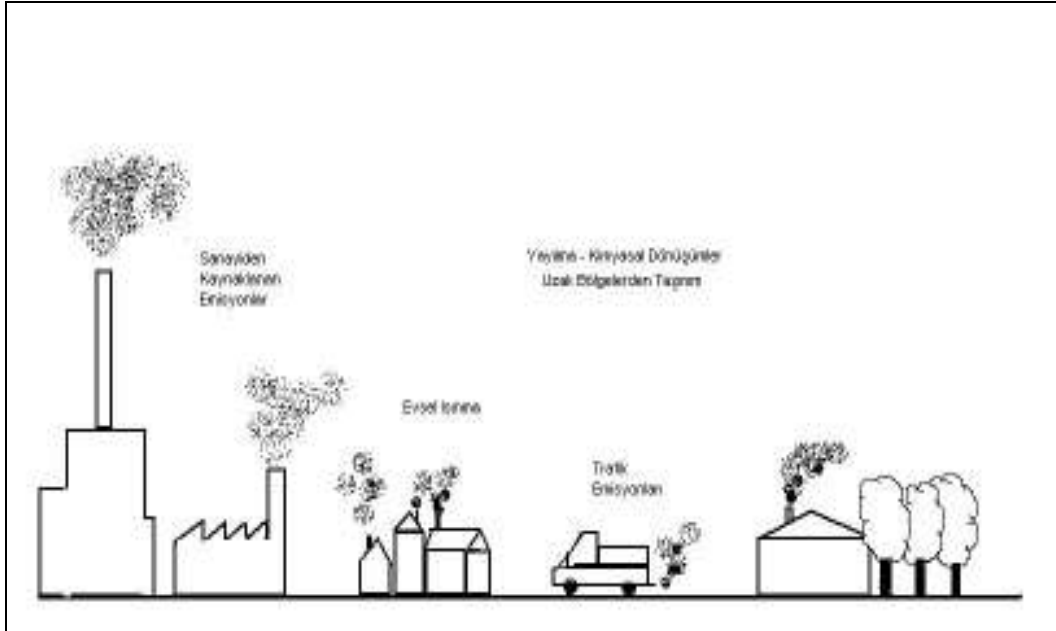 Sanayiden
Kaynaklanan
Emisyonlar
Yayılma - Kimyasal Dönüşümler
Uzak Bölgelerden Taşınım
Evsel Isınma
Trafik
Emisyonları